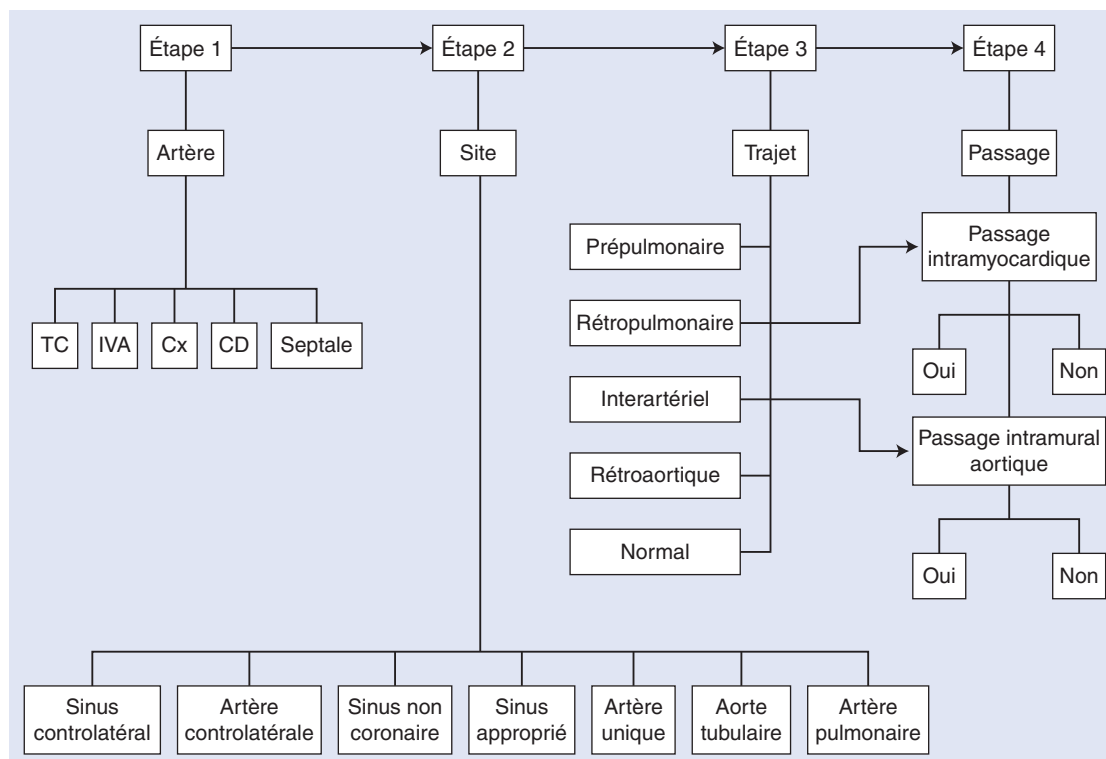 Étape 1
Étape 2
Étape 3
Étape 4
Artère
Site
Trajet
Passage
TC
IVA
Cx
CD
Septale
Prépulmonaire
Rétropulmonaire
Interartériel
Rétroaortique
Normal
Passage
intramyocardique
Oui
Non
Passage intramural
aortique
Oui
Non
Sinus
controlatéral
Artère
controlatérale
Sinus non
coronaire
Sinus
approprié
Artère
unique
Aorte
tubulaire
Artère
pulmonaire